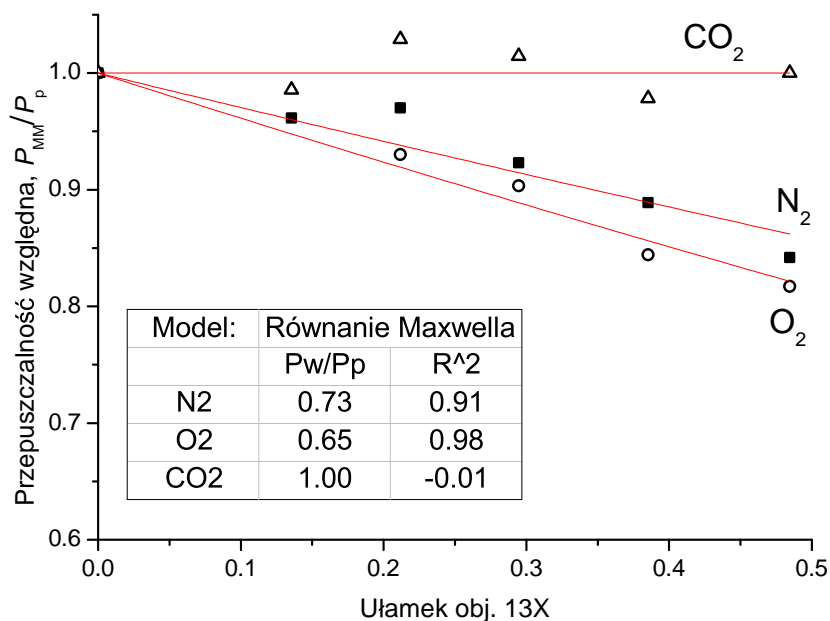 Przepuszczalność względna, PMM/Pp
1.0
0.9
0.8
0.7
0.6
CO2
N2
O2
Model: Równanie Maxwella
Pw/Pp R^2
N2 0.73 0.91
O2 0.65 0.98
CO2 1.00 -0.01
0.0 0.1 0.2 0.3 0.4 0.5
Ułamek obj. 13X